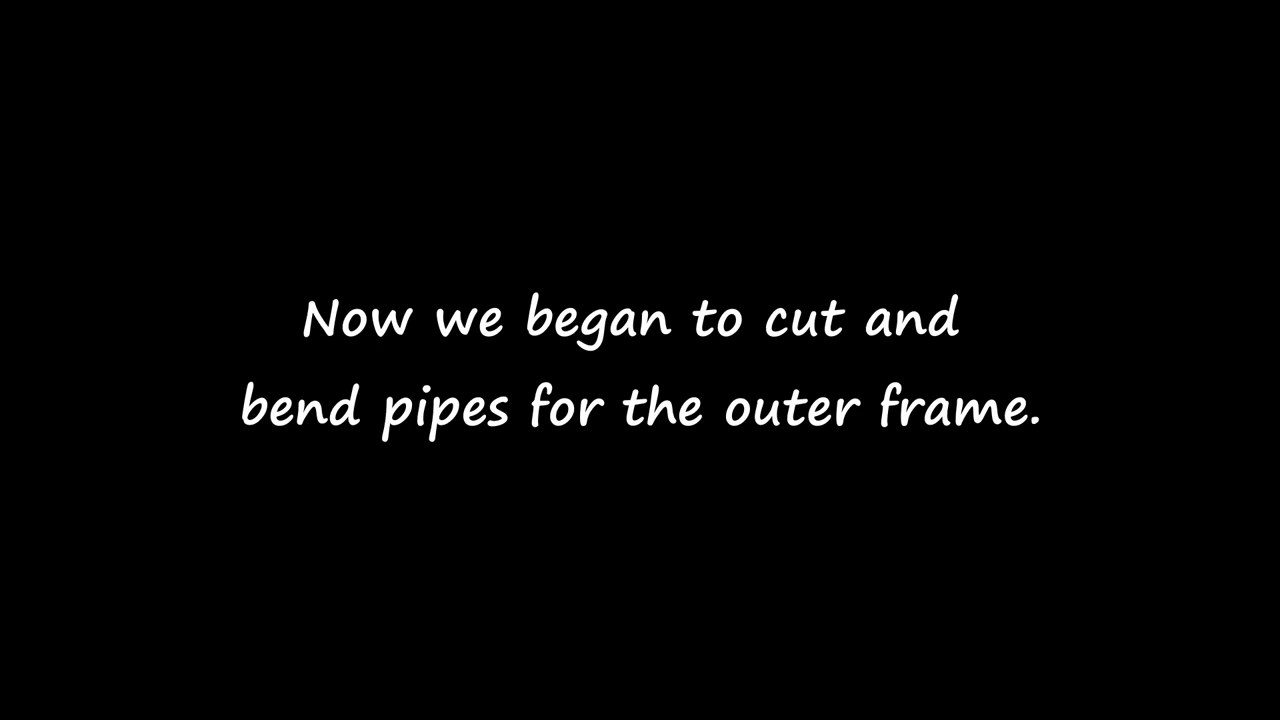 Now we began to cut and
bend pipes for the outer frame.